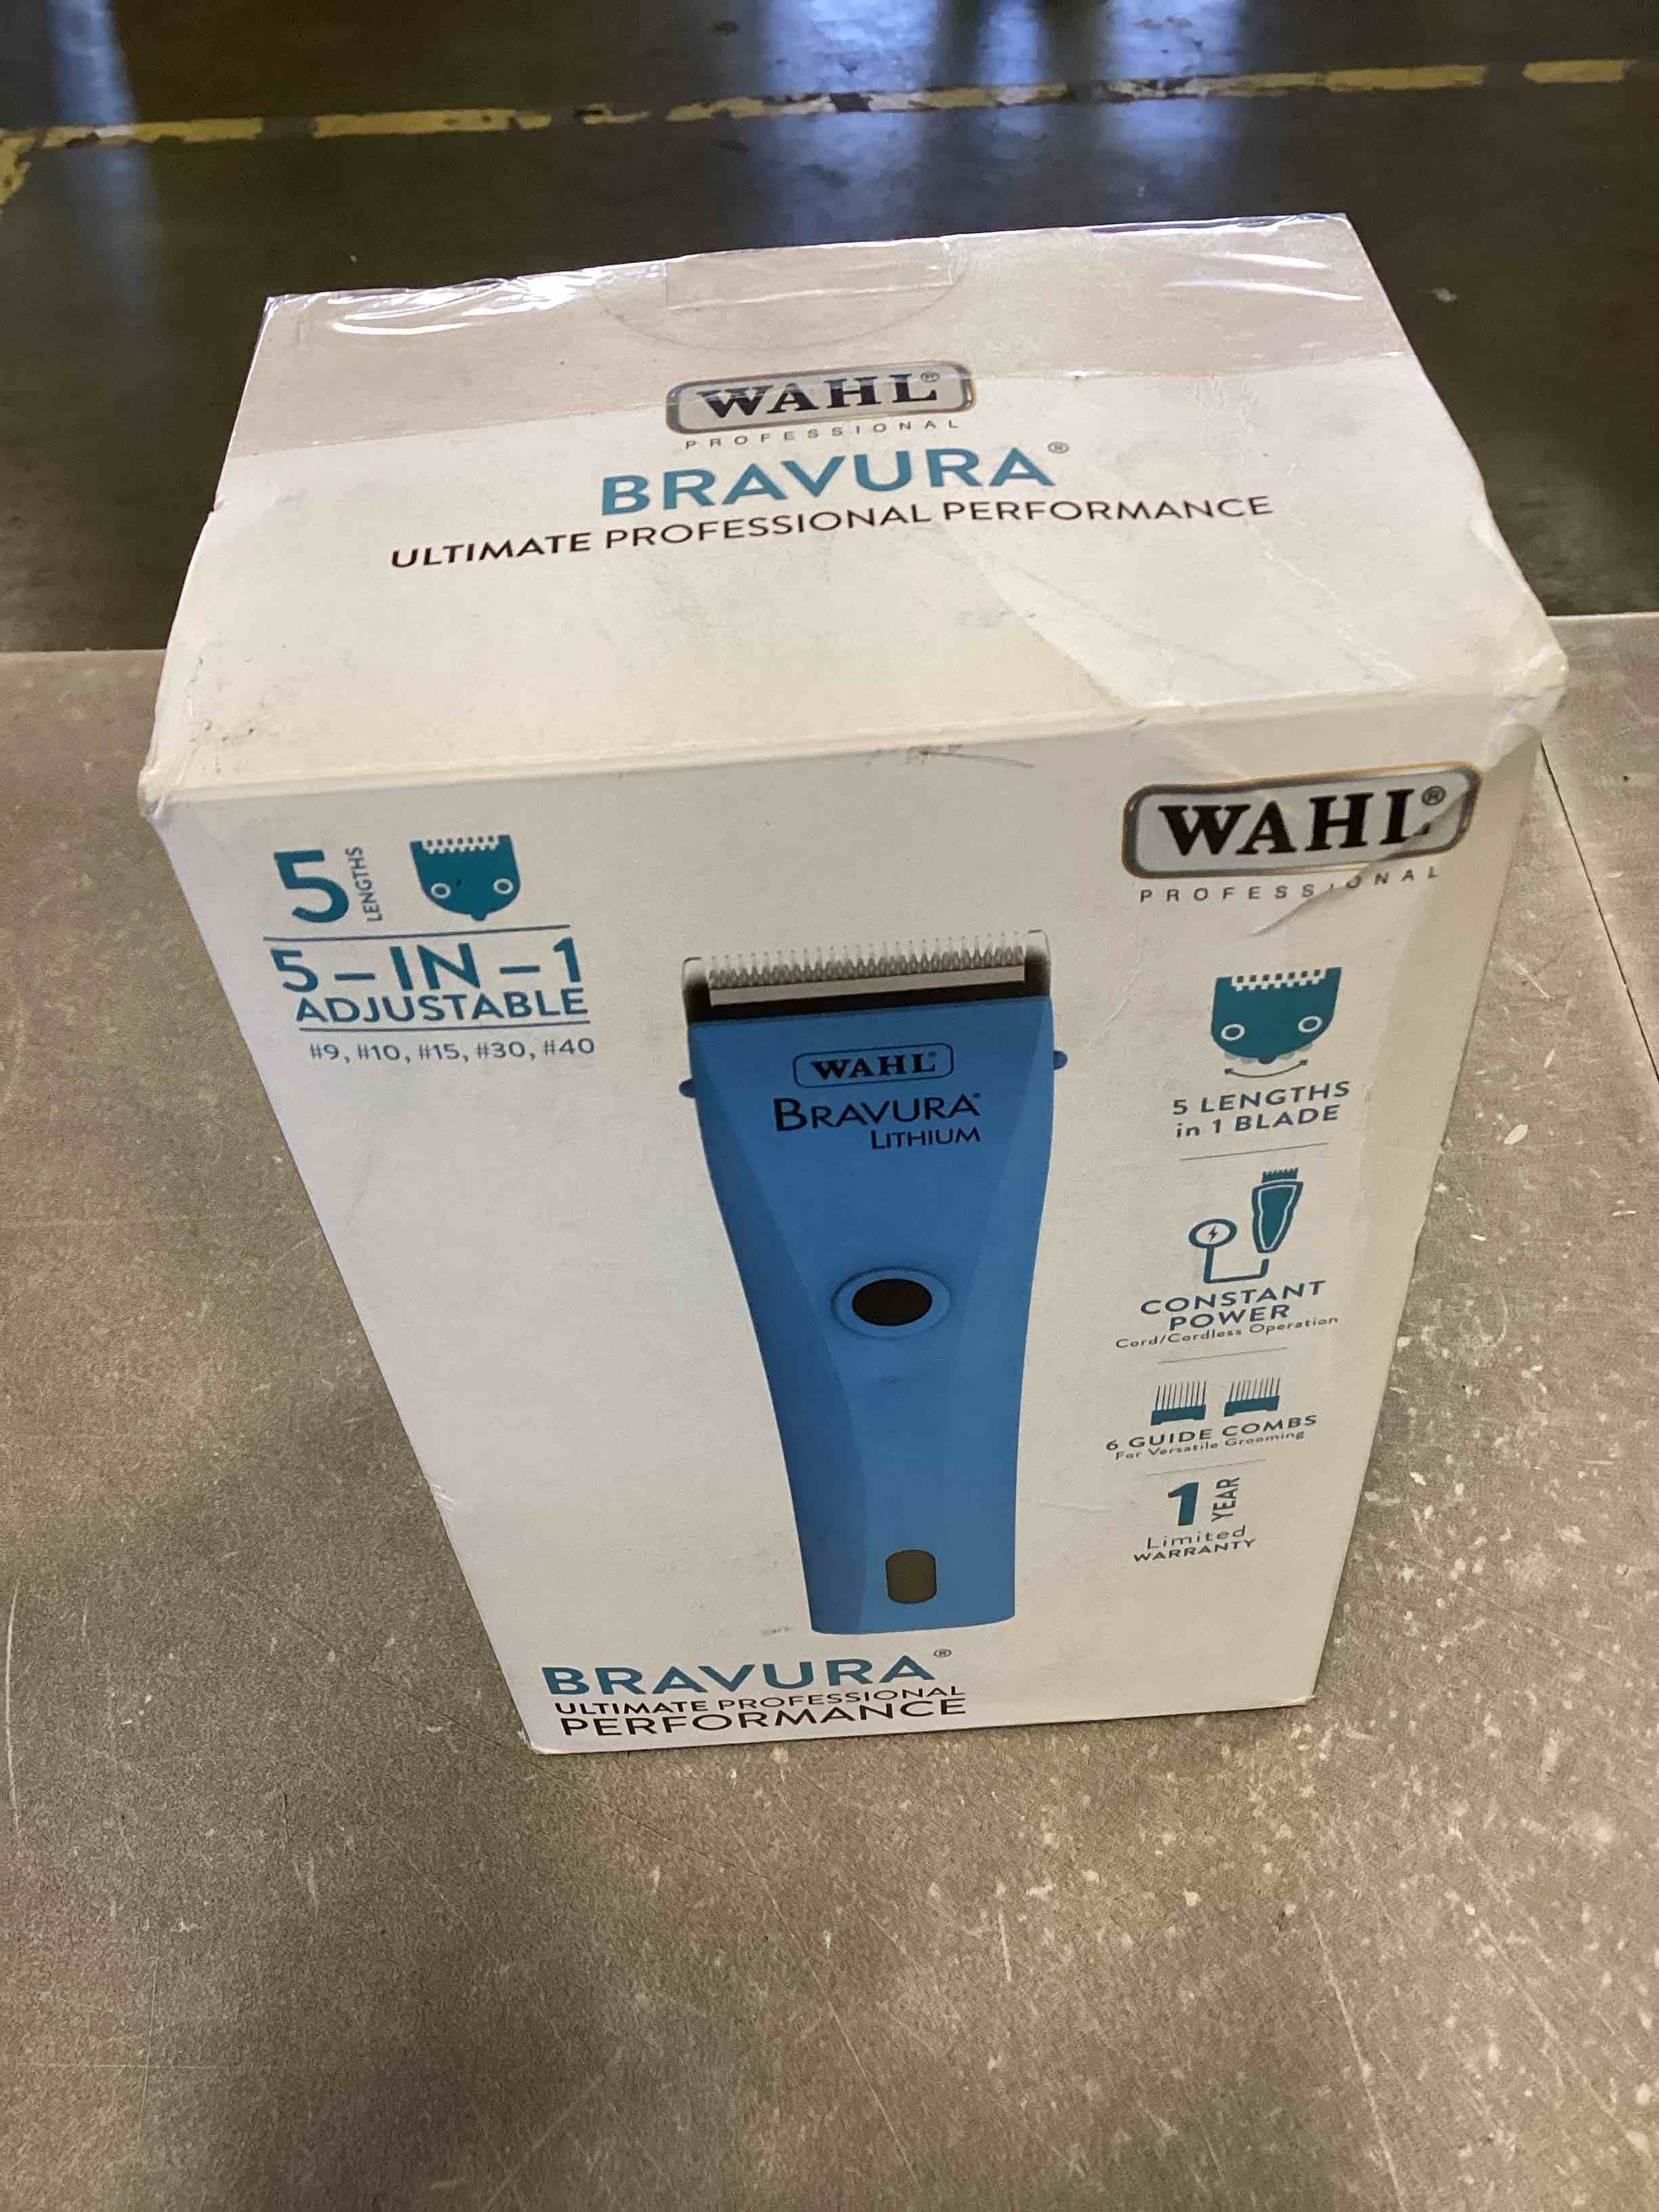 WAHL®
PROFESSIONAL
BRAVURA®
ULTIMATE PROFESSIONAL PERFORMANCE
5 LENGTHS
5-IN-1
ADJUSTABLE
#9, #10, #15, #30, #40
WAHL®
PROFESSIONAL
WAHL®
BRAVURA®
LITHIUM
5 LENGTHS
in 1 BLADE
CONSTANT
POWER
Cord/Cordless Operation
6 GUIDE COMBS
For Versatile Grooming
1 YEAR
Limited
WARRANTY
BRAVURA®
ULTIMATE PROFESSIONAL
PERFORMANCE